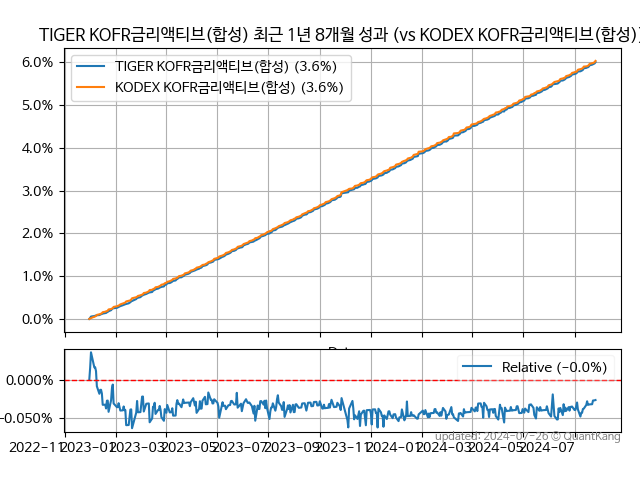 TIGER KOFR금리액티브(합성) 최근 1년 8개월 성과 (vs KODEX KOFR금리액티브(합성))
TIGER KOFR금리액티브(합성) (3.6%)
KODEX KOFR금리액티브(합성) (3.6%)
6.0%
5.0%
4.0%
3.0%
2.0%
1.0%
0.0%
Relative (−0.0%)
0.000%
−0.050%
2022-11 2023-01 2023-03 2023-05 2023-07 2023-09 2023-11 2024-01 2024-03 2024-05 2024-07
updated: 2024-07-26 © QuantKang